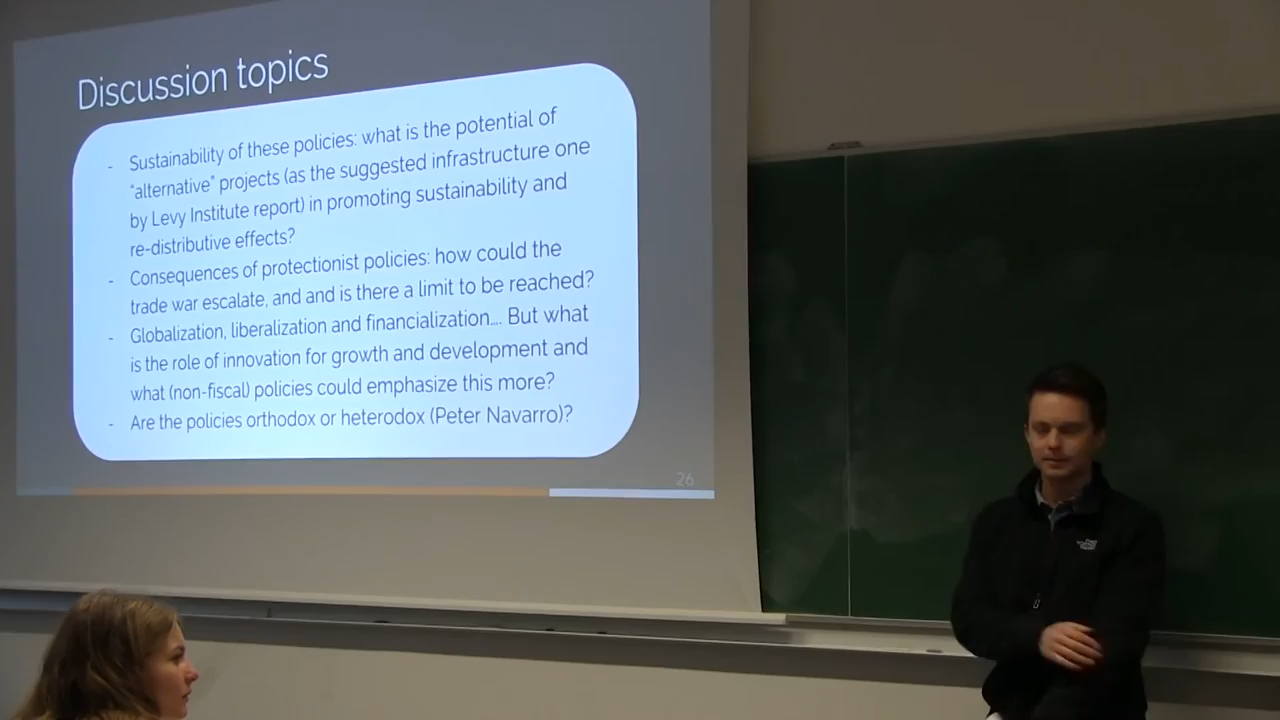 Discussion topics
- Sustainability of these policies: what is the potential of
"alternative" projects (as the suggested infrastructure one
by Levy Institute report) in promoting sustainability and
re-distributive effects?
- Consequences of protectionist policies: how could the
trade war escalate, and and is there a limit to be reached?
- Globalization, liberalization and financialization.... But what
is the role of innovation for growth and development and
what (non-fiscal) policies could emphasize this more?
- Are the policies orthodox or heterodox (Peter Navarro)?
26